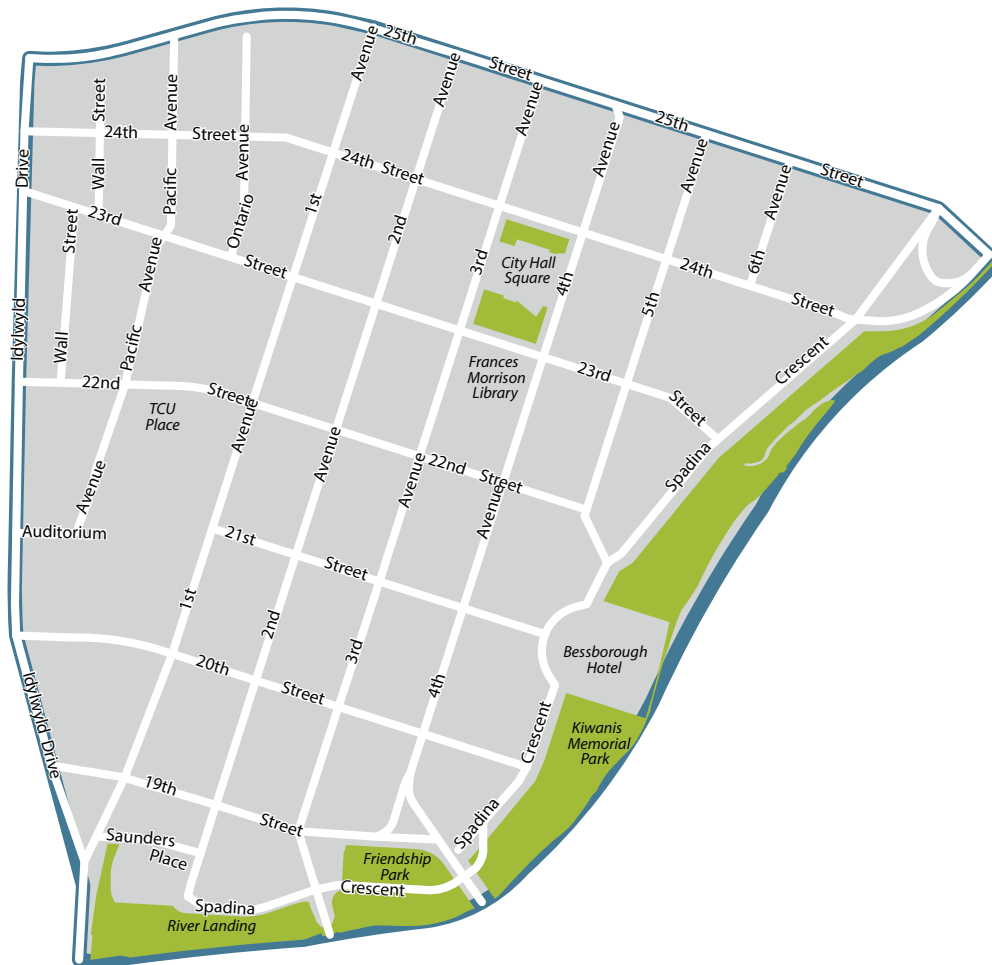 25th
Street
25th
Street
Avenue
Avenue
Avenue
Avenue
Avenue
Avenue
Street
Avenue
Avenue
24th
Street
24th Street
24th
Street
Drive
Wall
Pacific
Ontario
1st
2nd
3rd
4th
5th
6th
City Hall
Square
23rd
Street
Street
Avenue
Idylwyld
Wall
Pacific
Frances
Morrison
Library
23rd
Street
Crescent
Spadina
22nd
Street
TCU
Place
Avenue
Avenue
Avenue
Avenue
22nd
Street
Avenue
Auditorium
21st
Street
1st
2nd
3rd
4th
Bessborough
Hotel
20th
Street
Idylwyld Drive
Crescent
Kiwanis
Memorial
Park
19th
Street
Spadina
Saunders
Place
Friendship
Park
Crescent
Spadina
River Landing